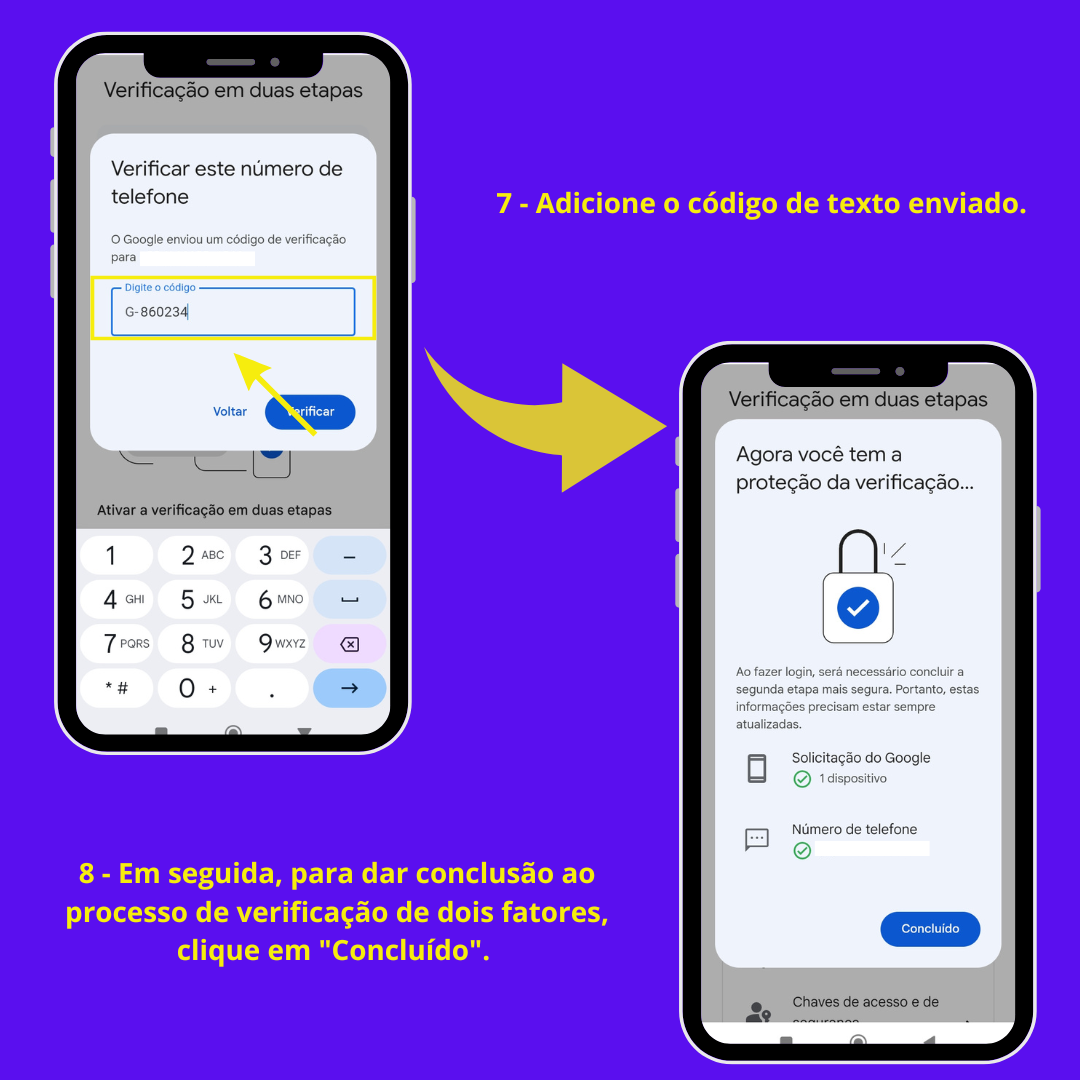 Verificação em duas etapas
Verificar este número de
telefone
O Google enviou um código de verificação
para
Digite o código
G-860234
Voltar
Verificar
Ativar a verificação em duas etapas
1
2 ABC
3 DEF
–
4 GHI
5 JKL
6 MNO
7 PQRS
8 TUV
9 WXYZ
* #
0 +
.
7 - Adicione o código de texto enviado.
Verificação em duas etapas
Agora você tem a
proteção da verificação...
Ao fazer login, será necessário concluir a
segunda etapa mais segura. Portanto, estas
informações precisam estar sempre
atualizadas.
Solicitação do Google
1 dispositivo
Número de telefone
Concluído
Chaves de acesso e de
segurança
8 - Em seguida, para dar conclusão ao
processo de verificação de dois fatores,
clique em "Concluído".